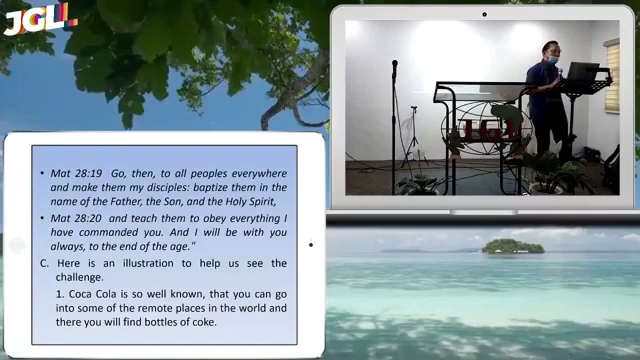 JGL
• Mat 28:19 Go, then, to all peoples everywhere
and make them my disciples: baptize them in the
name of the Father, the Son, and the Holy Spirit,
• Mat 28:20 and teach them to obey everything I
have commanded you. And I will be with you
always, to the end of the age."
C. Here is an illustration to help us see the
challenge.
1. Coca Cola is so well known, that you can go
into some of the remote places in the world and
there you will find bottles of coke.
JGL